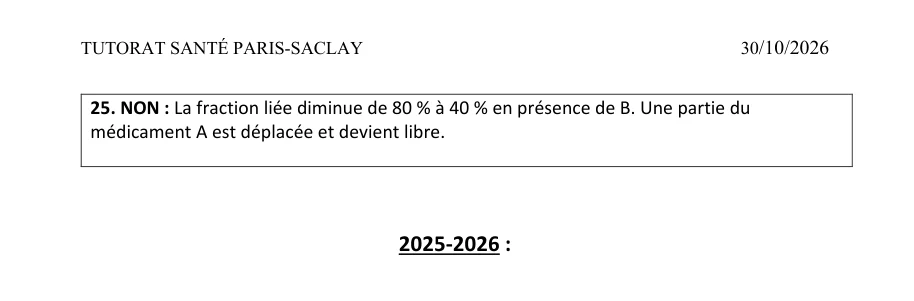 TUTORAT SANTÉ PARIS-SACLAY 30/10/2026
25. NON : La fraction liée diminue de 80 % à 40 % en présence de B. Une partie du
médicament A est déplacée et devient libre.
2025-2026 :